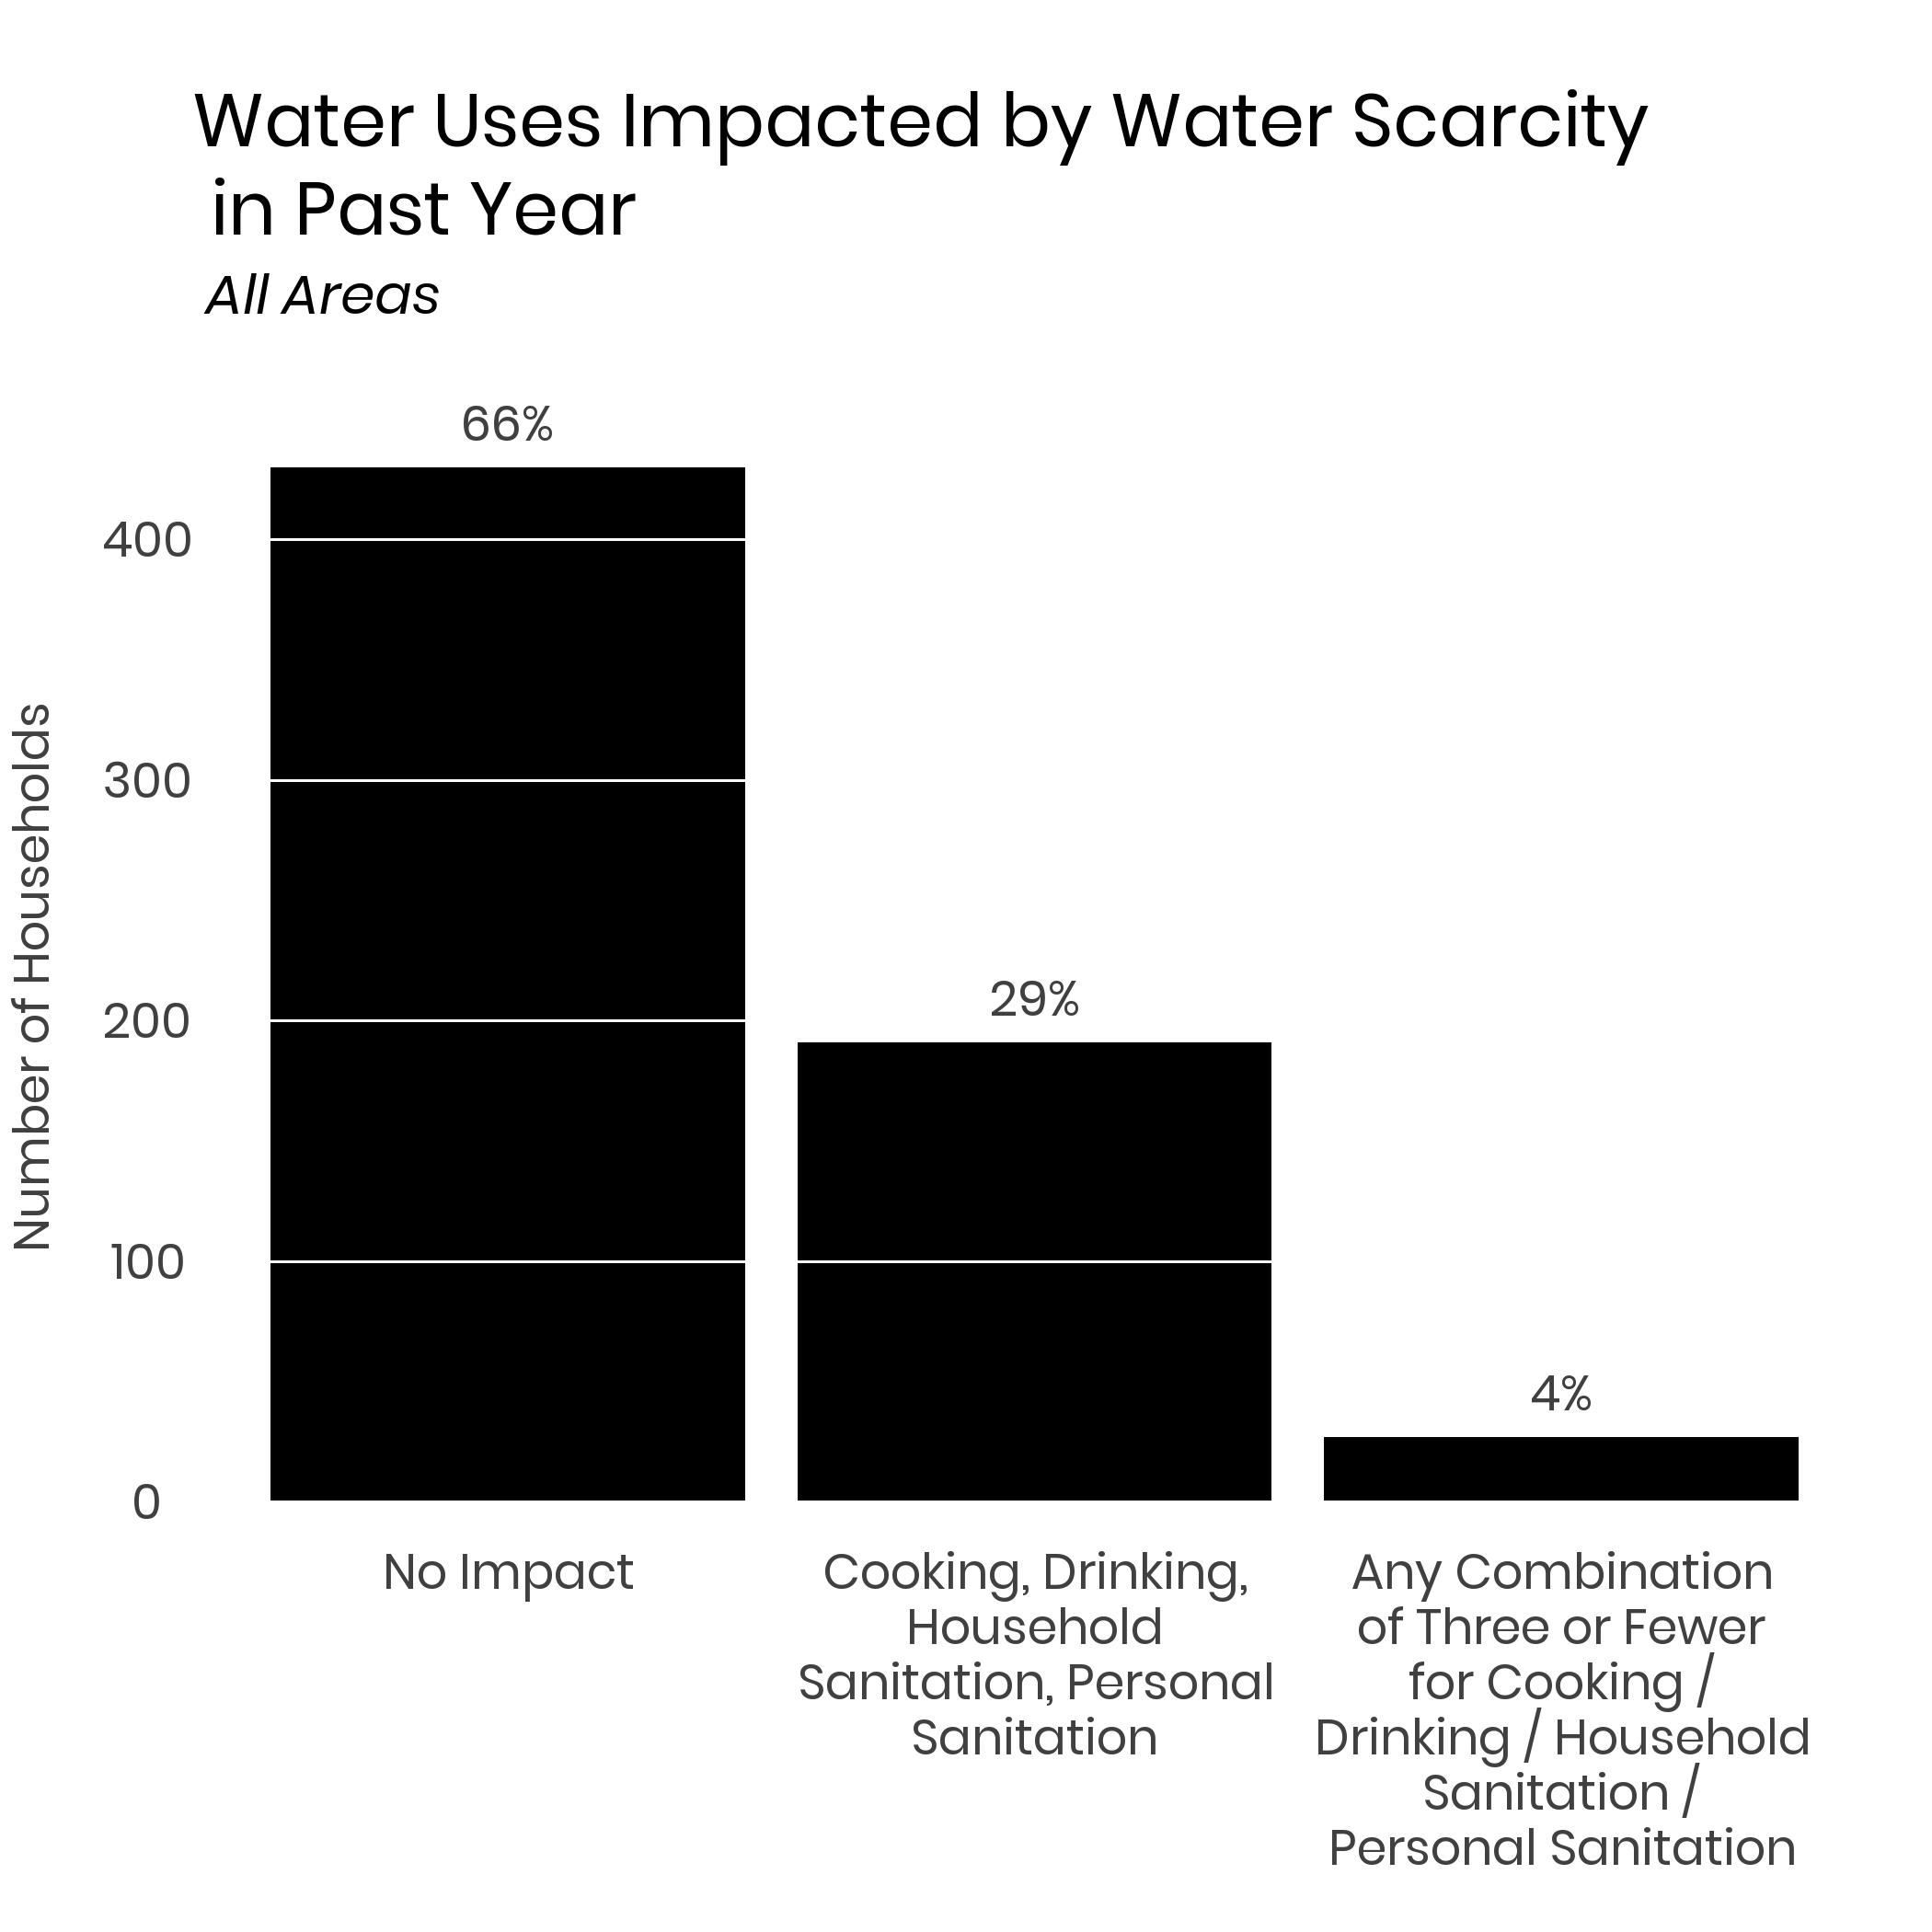 Water Uses Impacted by Water Scarcity
in Past Year
All Areas
66%
400
300
29%
200
Number of Households
100
4%
0
No Impact
Cooking, Drinking,
Household
Sanitation, Personal
Sanitation
Any Combination
of Three or Fewer
for Cooking /
Drinking / Household
Sanitation /
Personal Sanitation